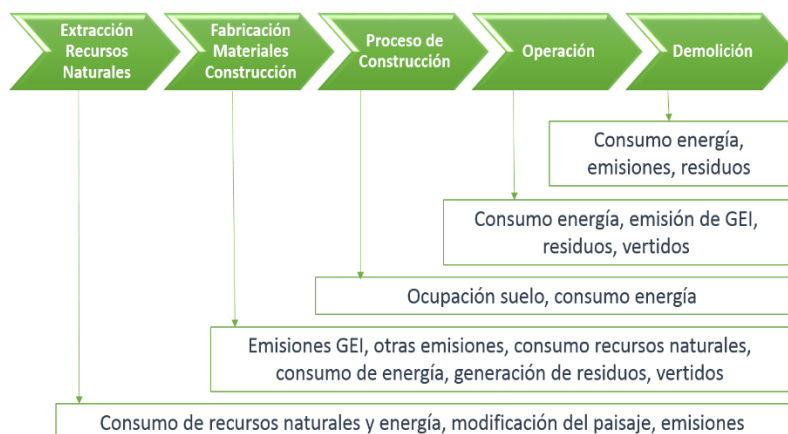 Extracción
Recursos
Naturales
Fabricación
Materiales
Construcción
Proceso de
Construcción
Operación
Demolición
Consumo energía,
emisiones, residuos
Consumo energía, emisión de GEI,
residuos, vertidos
Ocupación suelo, consumo energía
Emisiones GEI, otras emisiones, consumo recursos naturales,
consumo de energía, generación de residuos, vertidos
Consumo de recursos naturales y energía, modificación del paisaje, emisiones